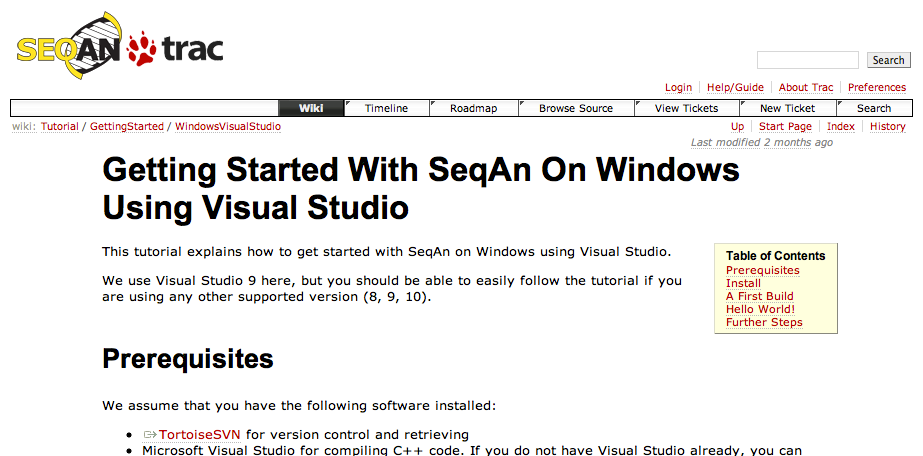 SEQAN trac
Search
Login Help/Guide About Trac Preferences
Wiki Timeline Roadmap Browse Source View Tickets New Ticket Search
wiki: Tutorial / GettingStarted / WindowsVisualStudio Up Start Page Index History
Last modified 2 months ago
Getting Started With SeqAn On Windows
Using Visual Studio
This tutorial explains how to get started with SeqAn on Windows using Visual Studio.
We use Visual Studio 9 here, but you should be able to easily follow the tutorial if you
are using any other supported version (8, 9, 10).
Table of Contents
Prerequisites
Install
A First Build
Hello World!
Further Steps
Prerequisites
We assume that you have the following software installed:
• TortoiseSVN for version control and retrieving
• Microsoft Visual Studio for compiling C++ code. If you do not have Visual Studio already, you can